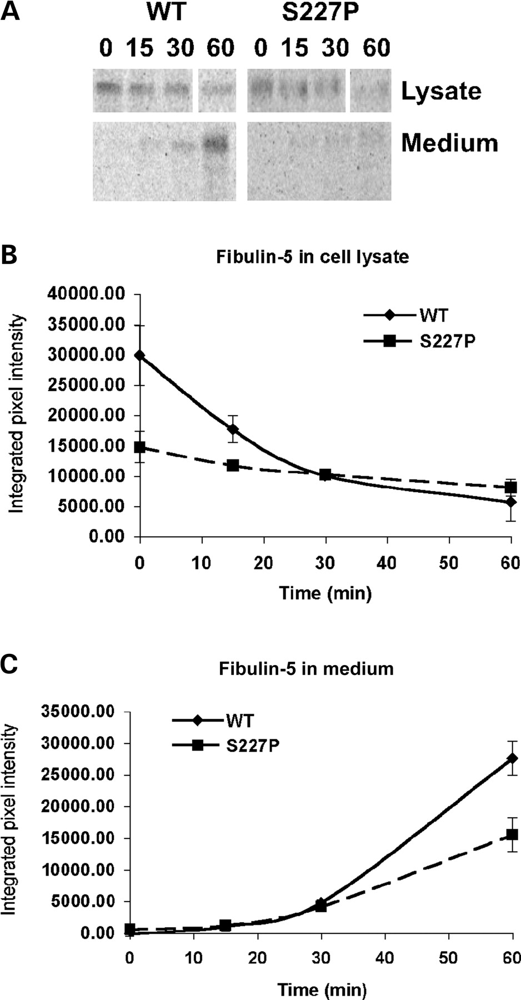 A
WT S227P
0 15 30 60 0 15 30 60
Lysate
Medium
B
Fibulin-5 in cell lysate
Integrated pixel intensity
40000.00
35000.00
30000.00
25000.00
20000.00
15000.00
10000.00
5000.00
0.00
WT
S227P
0 10 20 30 40 50 60
Time (min)
C
Fibulin-5 in medium
Integrated pixel intensity
35000.00
30000.00
25000.00
20000.00
15000.00
10000.00
5000.00
0.00
WT
S227P
0 10 20 30 40 50 60
Time (min)